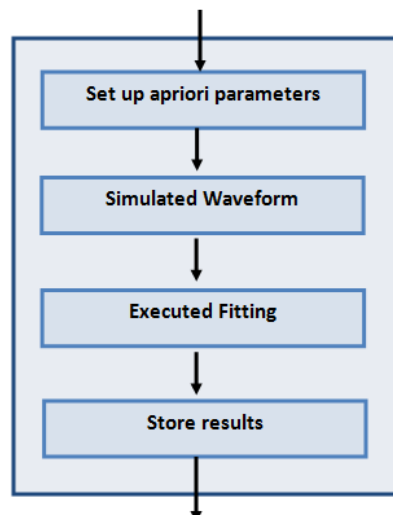 Set up apriori parameters
Simulated Waveform
Executed Fitting
Store results